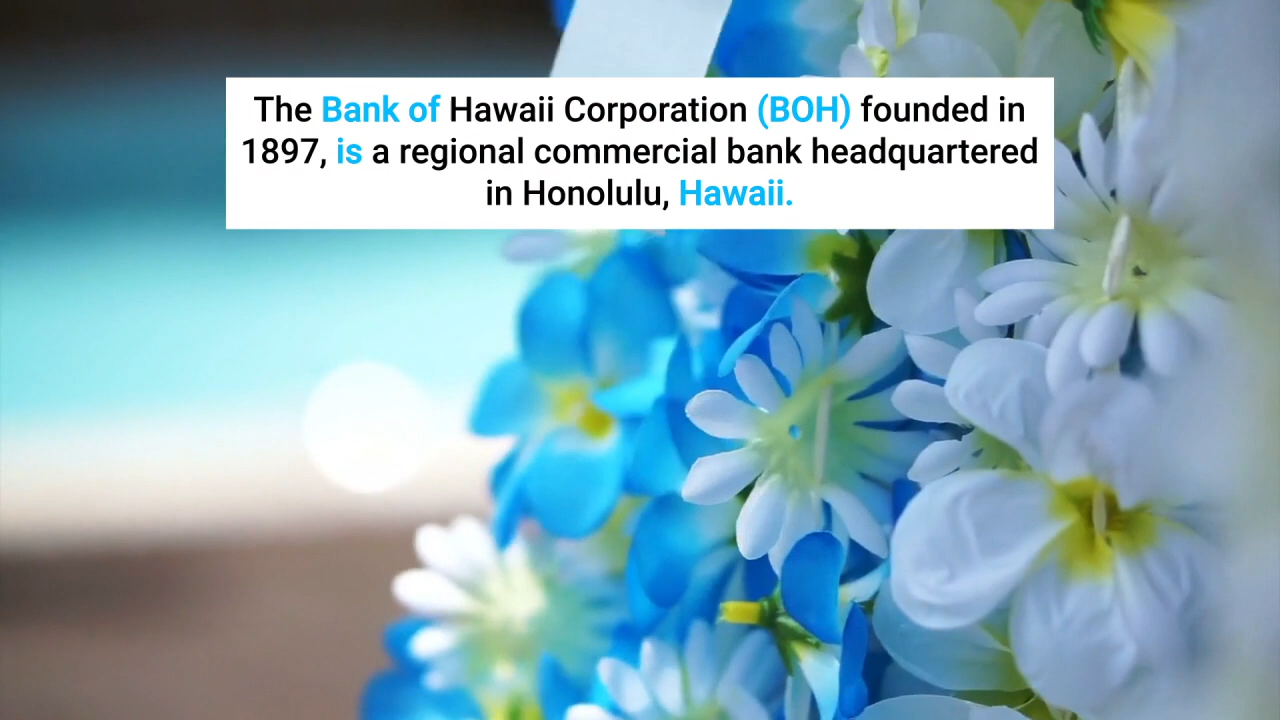 The Bank of Hawaii Corporation (BOH) founded in
1897, is a regional commercial bank headquartered
in Honolulu, Hawaii.